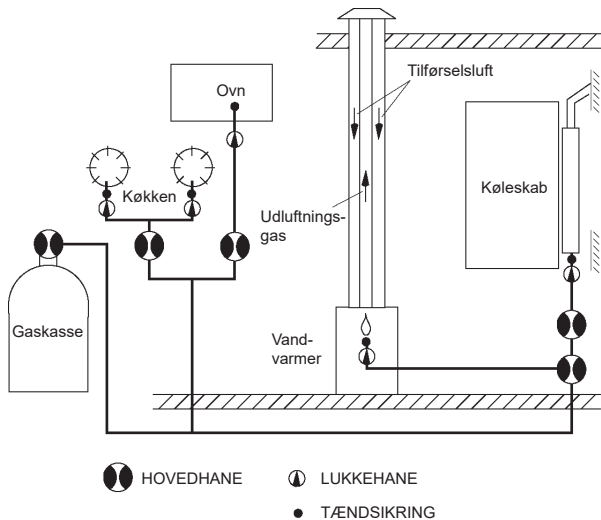 Tilførselsluft
Ovn
Køkken
Køleskab
Udluftnings-
gas
Gaskasse
Vand-
varmer
HOVEDHANE
LUKKEHANE
TÆNDSIKRING